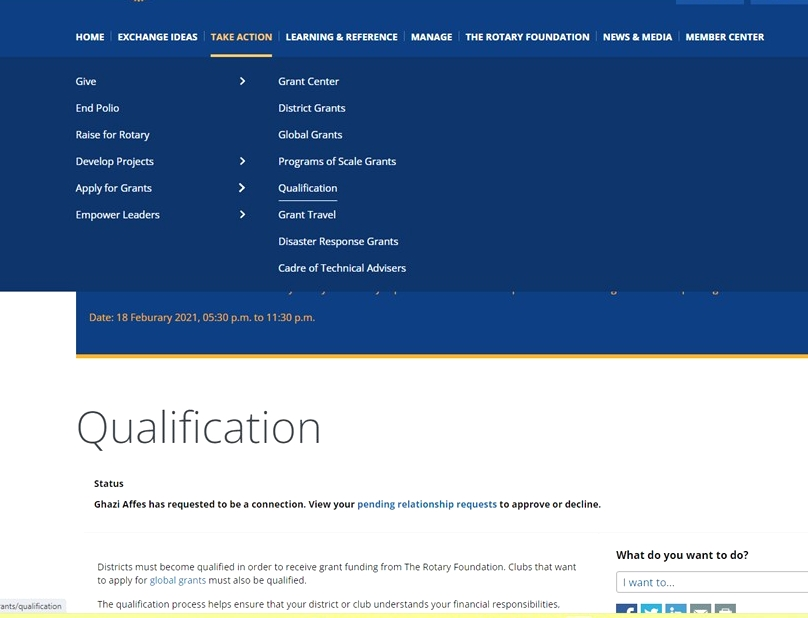 HOME EXCHANGE IDEAS TAKE ACTION LEARNING & REFERENCE MANAGE THE ROTARY FOUNDATION NEWS & MEDIA MEMBER CENTER
Give
End Polio
Raise for Rotary
Develop Projects
Apply for Grants
Empower Leaders
Grant Center
District Grants
Global Grants
Programs of Scale Grants
Qualification
Grant Travel
Disaster Response Grants
Cadre of Technical Advisers
Date: 18 Feburary 2021, 05:30 p.m. to 11:30 p.m.
Qualification
Status
Ghazi Affes has requested to be a connection. View your pending relationship requests to approve or decline.
Districts must become qualified in order to receive grant funding from The Rotary Foundation. Clubs that want
to apply for global grants must also be qualified.
The qualification process helps ensure that your district or club understands your financial responsibilities.
What do you want to do?
I want to...
ants/qualification